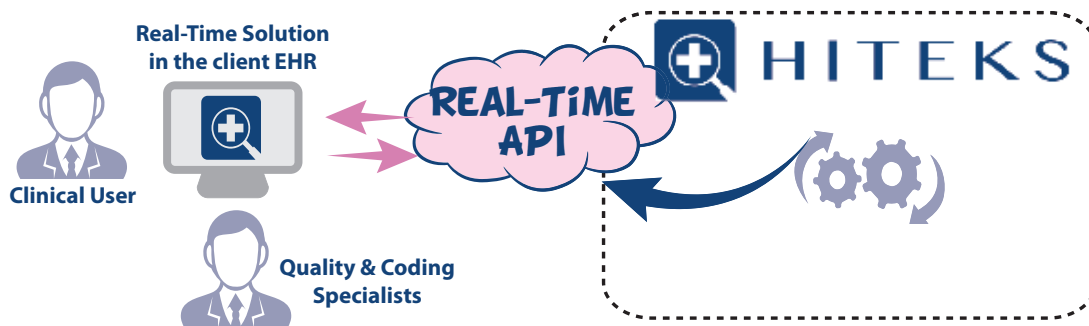 Real-Time Solution
in the client EHR
Clinical User
Quality & Coding
Specialists
REAL-TiME
API
HITEKS